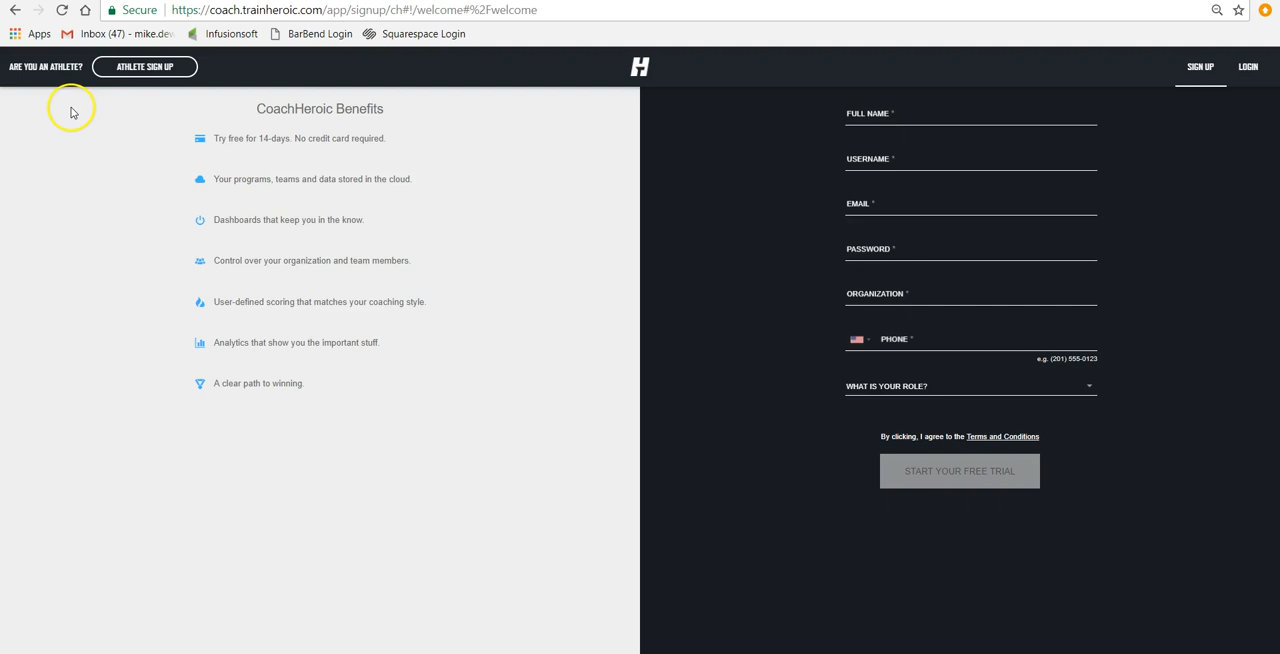 Secure https://coach.trainheroic.com/app/signup/ch#!/welcome#%2Fwelcome
Apps Inbox (47) - mike.dew Infusionsoft BarBend Login Squarespace Login
ARE YOU AN ATHLETE? ATHLETE SIGN UP H SIGN UP LOGIN
CoachHeroic Benefits
Try free for 14-days. No credit card required.
Your programs, teams and data stored in the cloud.
Dashboards that keep you in the know.
Control over your organization and team members.
User-defined scoring that matches your coaching style.
Analytics that show you the important stuff.
A clear path to winning.
FULL NAME *
USERNAME *
EMAIL *
PASSWORD *
ORGANIZATION *
PHONE *
e.g. (201) 555-0123
WHAT IS YOUR ROLE?
By clicking, I agree to the Terms and Conditions
START YOUR FREE TRIAL